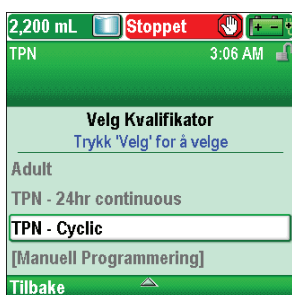 2,200 mL Stoppet
TPN 3:06 AM
Velg Kvalifikator
Trykk 'Velg' for å velge
Adult
TPN - 24hr continuous
TPN - Cyclic
[Manuell Programmering]
Tilbake